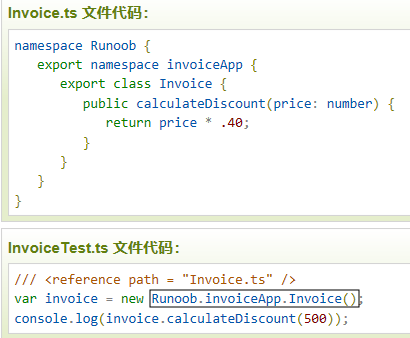 Invoice.ts 文件代码：
namespace Runoob {
   export namespace invoiceApp {
      export class Invoice {
         public calculateDiscount(price: number) {
            return price * .40;
         }
      }
   }
}
InvoiceTest.ts 文件代码：
/// <reference path = "Invoice.ts" />
var invoice = new Runoob.invoiceApp.Invoice();
console.log(invoice.calculateDiscount(500));